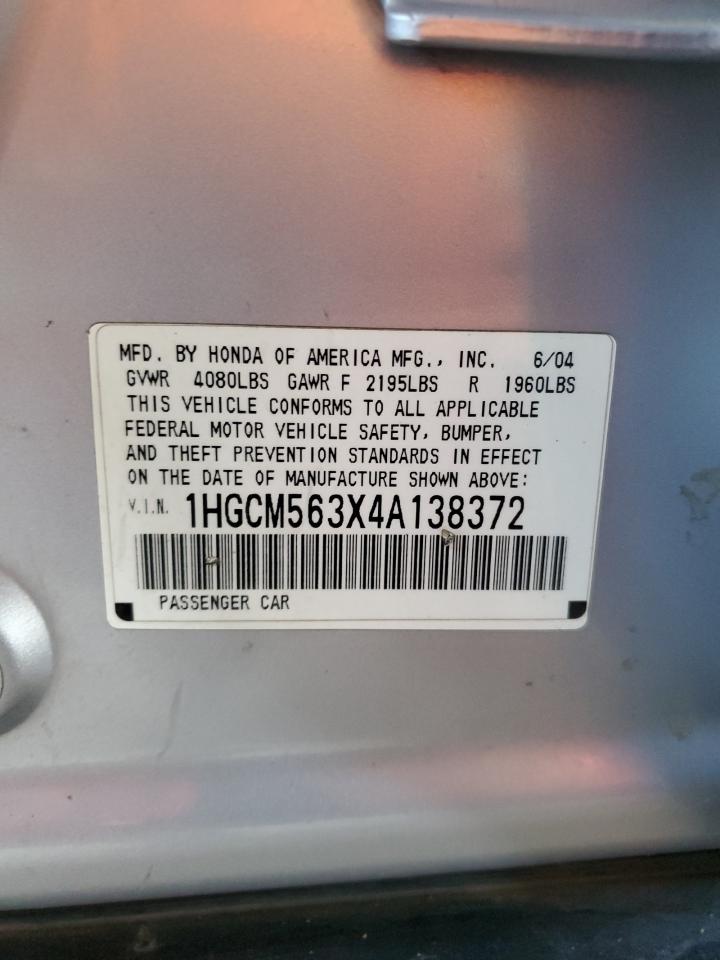 MFD. BY HONDA OF AMERICA MFG., INC. 6/04
GVWR 4080LBS GAWR F 2195LBS R 1960LBS
THIS VEHICLE CONFORMS TO ALL APPLICABLE
FEDERAL MOTOR VEHICLE SAFETY, BUMPER,
AND THEFT PREVENTION STANDARDS IN EFFECT
ON THE DATE OF MANUFACTURE SHOWN ABOVE:
V.I.N. 1HGCM563X4A138372
PASSENGER CAR